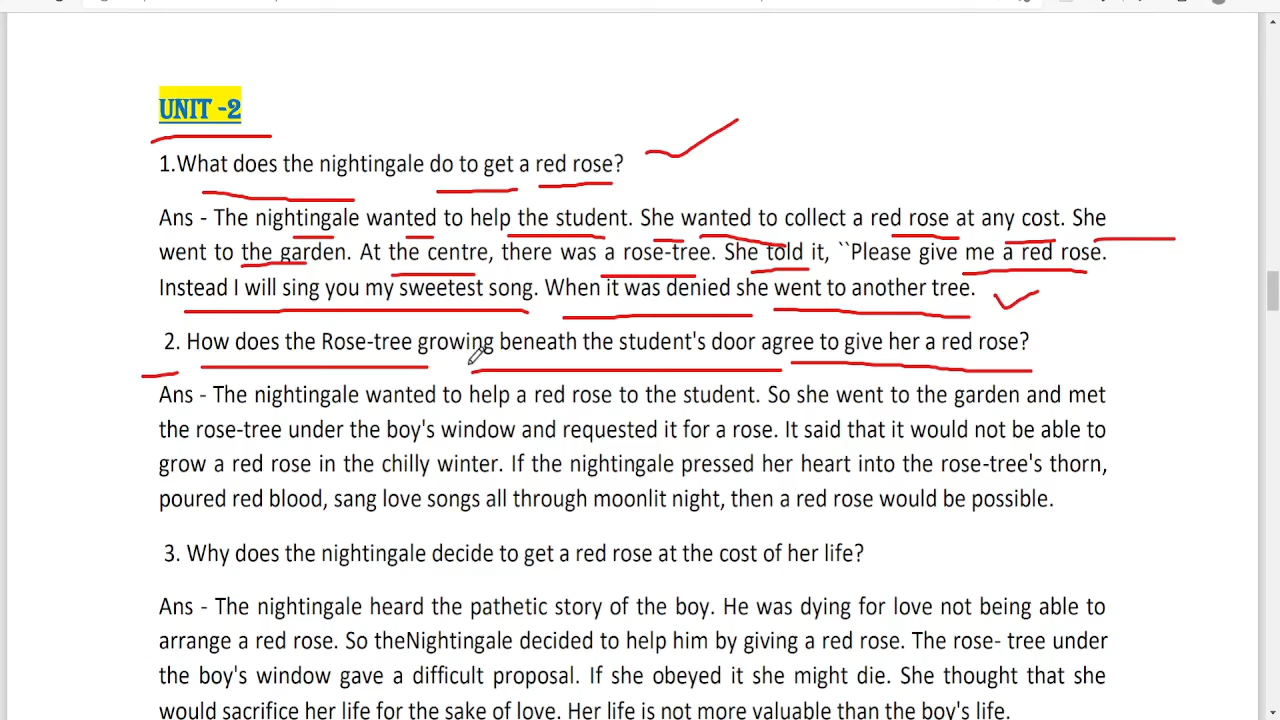 UNIT -2
1.What does the nightingale do to get a red rose?
Ans - The nightingale wanted to help the student. She wanted to collect a red rose at any cost. She
went to the garden. At the centre, there was a rose-tree. She told it, ``Please give me a red rose.
Instead I will sing you my sweetest song. When it was denied she went to another tree.
2. How does the Rose-tree growing beneath the student's door agree to give her a red rose?
Ans - The nightingale wanted to help a red rose to the student. So she went to the garden and met
the rose-tree under the boy's window and requested it for a rose. It said that it would not be able to
grow a red rose in the chilly winter. If the nightingale pressed her heart into the rose-tree's thorn,
poured red blood, sang love songs all through moonlit night, then a red rose would be possible.
3. Why does the nightingale decide to get a red rose at the cost of her life?
Ans - The nightingale heard the pathetic story of the boy. He was dying for love not being able to
arrange a red rose. So theNightingale decided to help him by giving a red rose. The rose- tree under
the boy's window gave a difficult proposal. If she obeyed it she might die. She thought that she
would sacrifice her life for the sake of love. Her life is not more valuable than the boy's life.